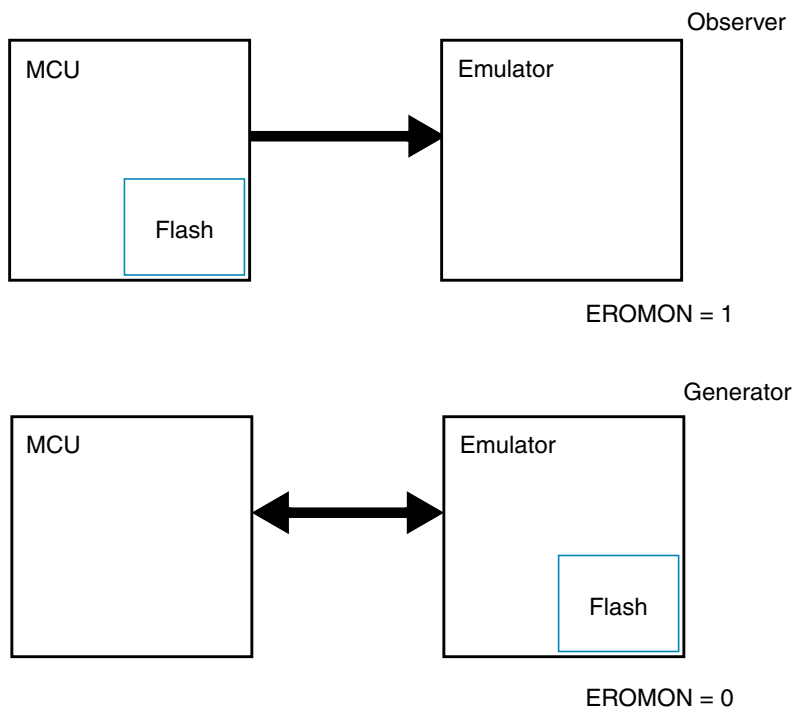 Observer
MCU
Emulator
Flash
EROMON = 1
Generator
MCU
Emulator
Flash
EROMON = 0